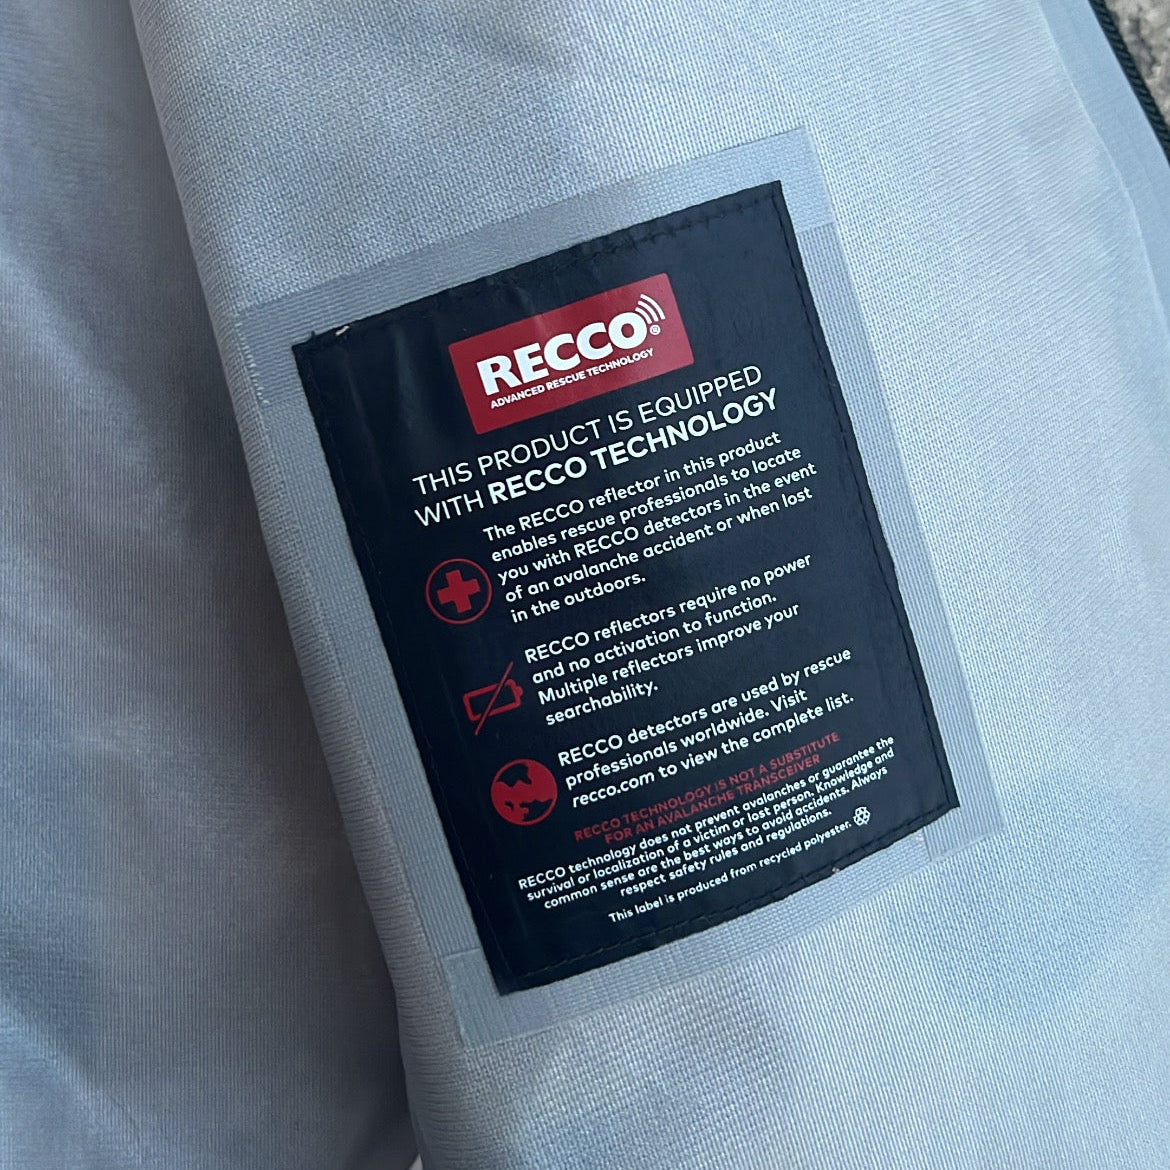 RECCO®
ADVANCED RESCUE TECHNOLOGY
THIS PRODUCT IS EQUIPPED
WITH RECCO TECHNOLOGY
The RECCO reflector in this product
enables rescue professionals to locate
you with RECCO detectors in the event
of an avalanche accident or when lost
in the outdoors.
RECCO reflectors require no power
and no activation to function.
Multiple reflectors improve your
searchability.
RECCO detectors are used by rescue
professionals worldwide. Visit
recco.com to view the complete list.
RECCO TECHNOLOGY IS NOT A SUBSTITUTE
FOR AN AVALANCHE TRANSCEIVER
RECCO technology does not prevent avalanches or guarantee the
survival or localization of a victim or lost person. Knowledge and
common sense are the best ways to avoid accidents. Always
respect safety rules and regulations.
This label is produced from recycled polyester.